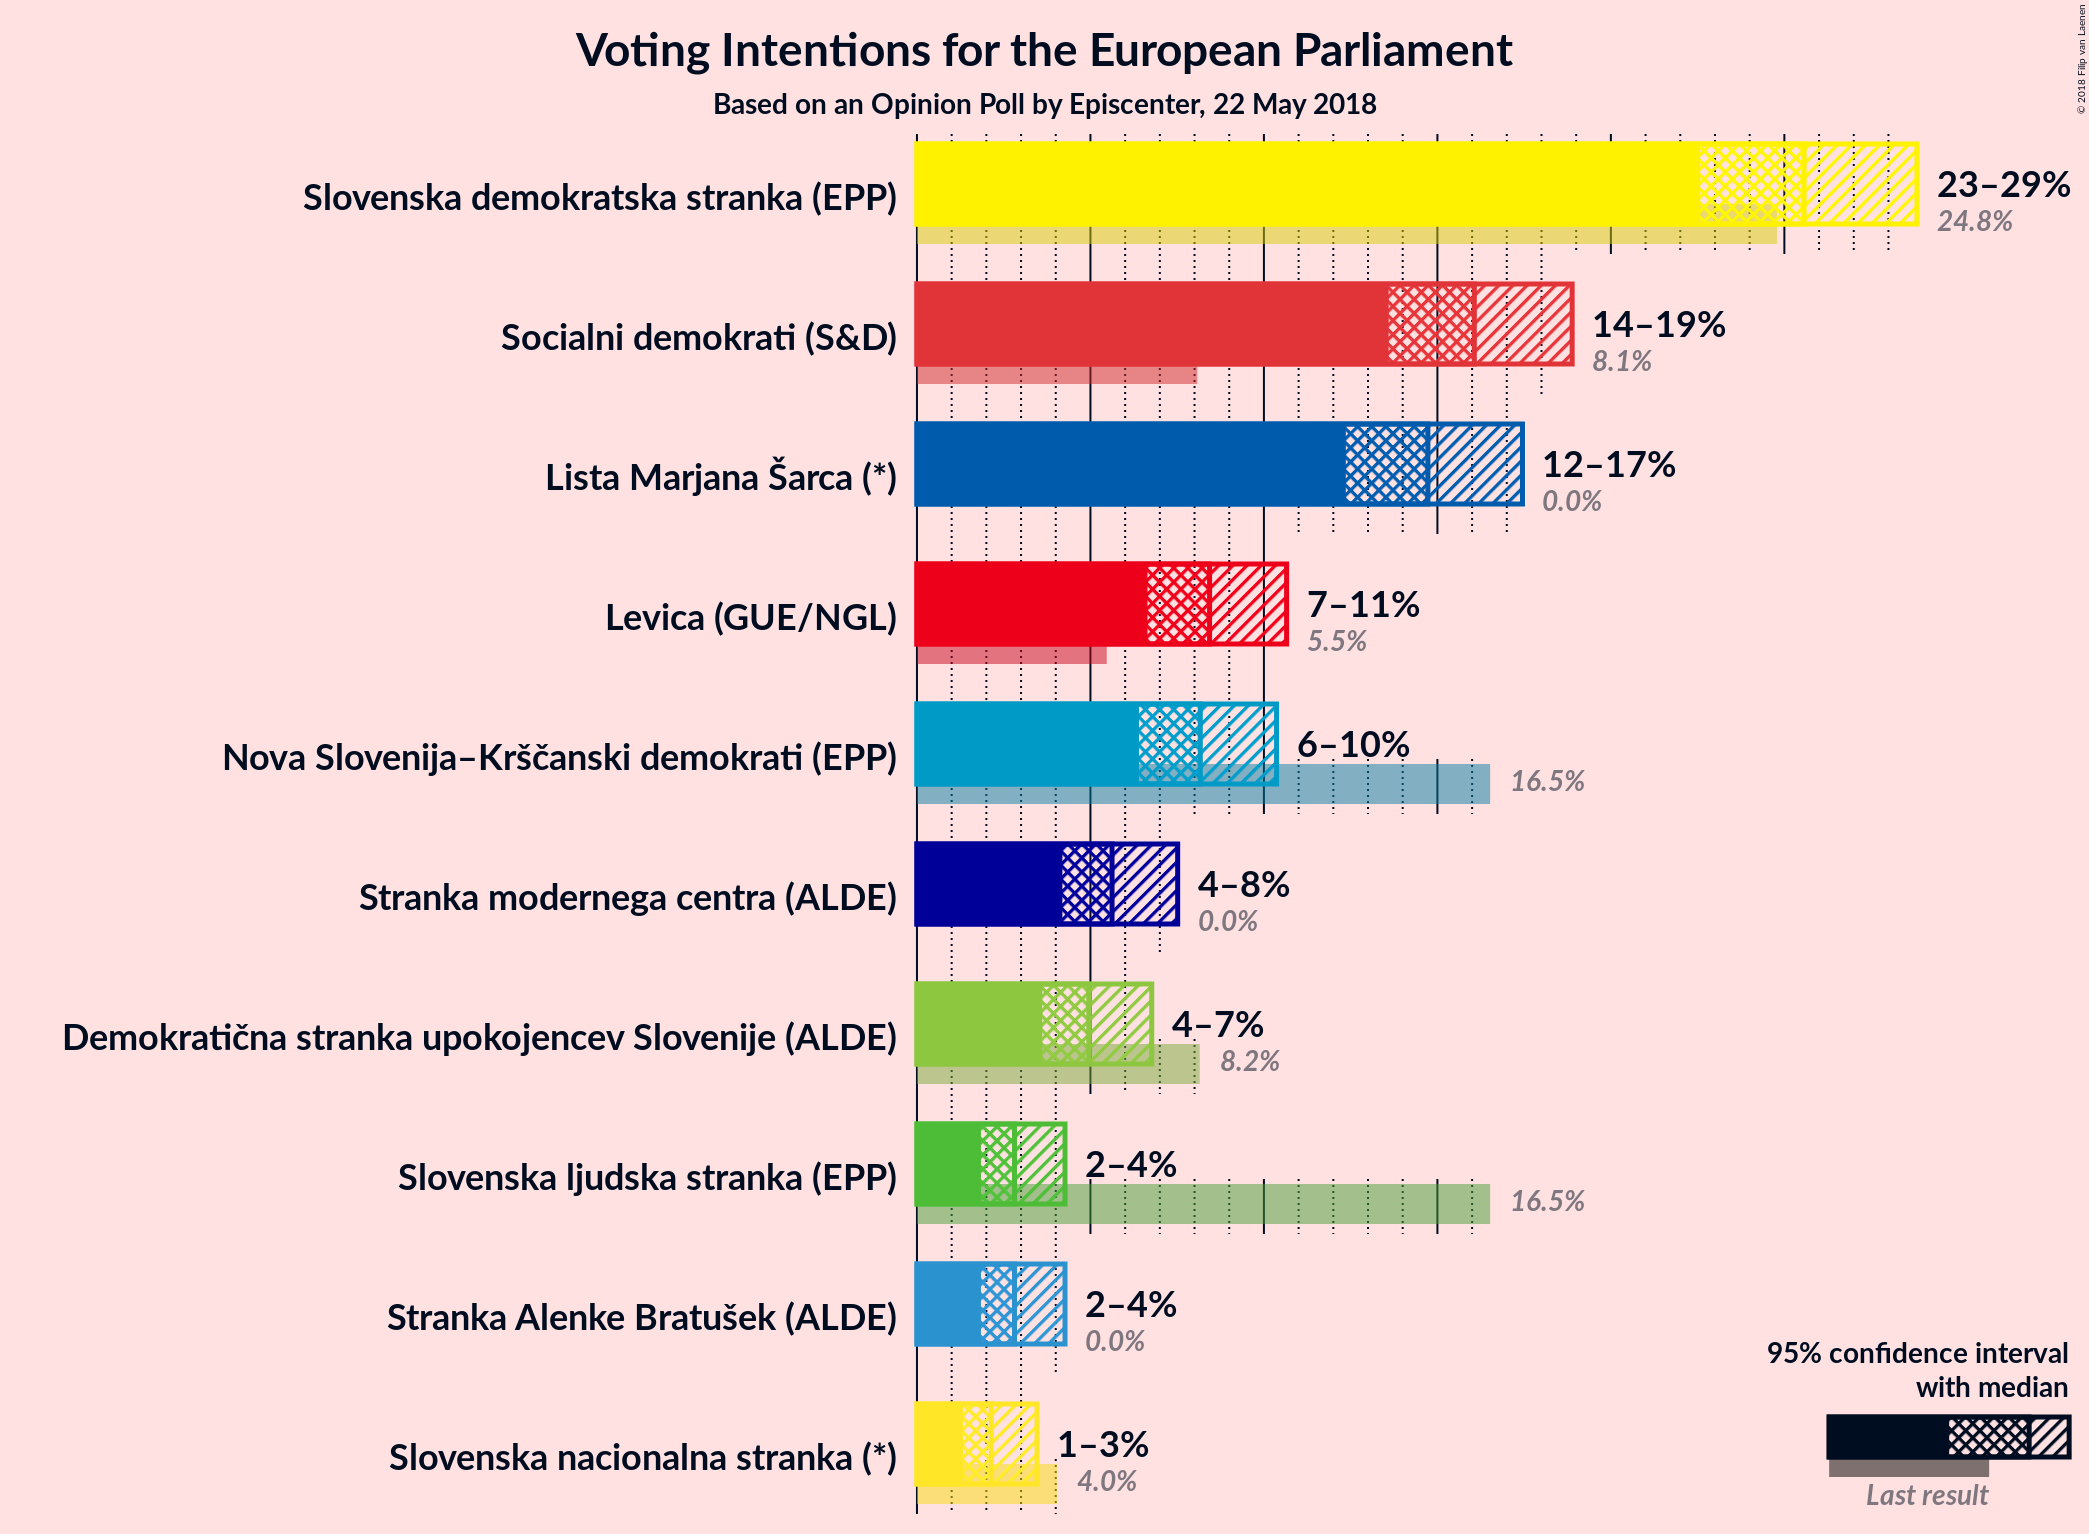 Voting Intentions for the European Parliament
Based on an Opinion Poll by Episcenter, 22 May 2018
© 2018 Filip van Laenen
Slovenska demokratska stranka (EPP)
23–29%
24.8%
Socialni demokrati (S&D)
14–19%
8.1%
Lista Marjana Šarca (*)
12–17%
0.0%
Levica (GUE/NGL)
7–11%
5.5%
Nova Slovenija–Krščanski demokrati (EPP)
6–10%
16.5%
Stranka modernega centra (ALDE)
4–8%
0.0%
Demokratična stranka upokojencev Slovenije (ALDE)
4–7%
8.2%
Slovenska ljudska stranka (EPP)
2–4%
16.5%
Stranka Alenke Bratušek (ALDE)
2–4%
0.0%
Slovenska nacionalna stranka (*)
1–3%
4.0%
95% confidence interval
with median
Last result